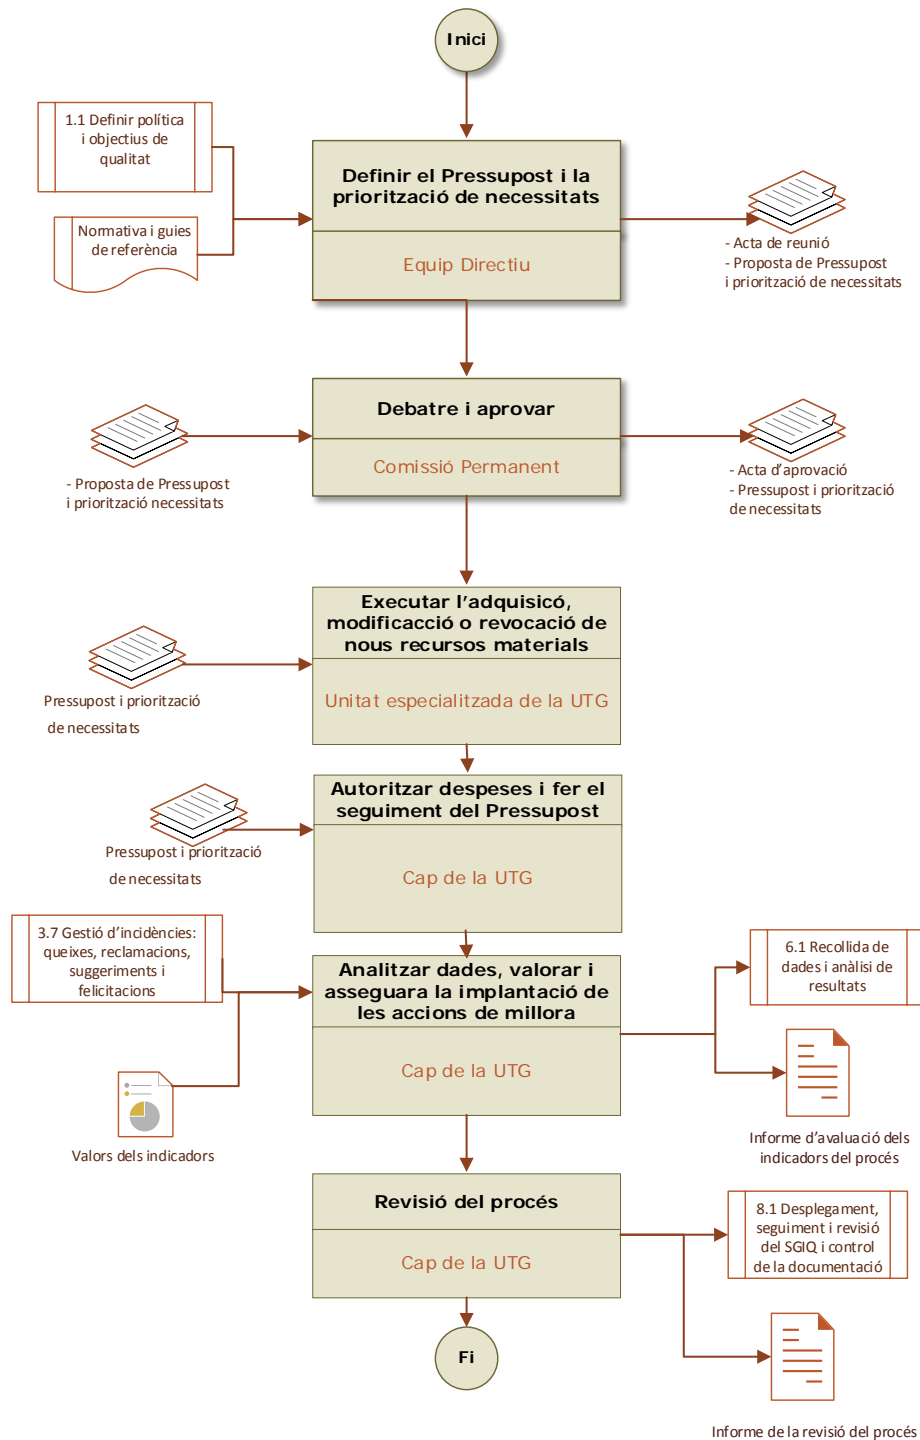 Inici
1.1 Definir política
i objectius de
qualitat
Normativa i guies
de referència
Definir el Pressupost i la
priorització de necessitats
Equip Directiu
- Acta de reunió
- Proposta de Pressupost
i priorització de necessitats
- Proposta de Pressupost
i priorització necessitats
Debatre i aprovar
Comissió Permanent
- Acta d'aprovació
- Pressupost i priorització
de necessitats
Pressupost i priorització
de necessitats
Executar l'adquisicó,
modificacció o revocació de
nous recursos materials
Unitat especialitzada de la UTG
Pressupost i priorització
de necessitats
Autoritzar despeses i fer el
seguiment del Pressupost
Cap de la UTG
3.7 Gestió d'incidències:
queixes, reclamacions,
suggeriments i
felicitacions
Valors dels indicadors
Analitzar dades, valorar i
asseguara la implantació de
les accions de millora
Cap de la UTG
6.1 Recollida de
dades i anàlisi de
resultats
Informe d'avaluació dels
indicadors del procés
Revisió del procés
Cap de la UTG
8.1 Desplegament,
seguiment i revisió
del SGIQ i control
de la documentació
Fi
Informe de la revisió del procés